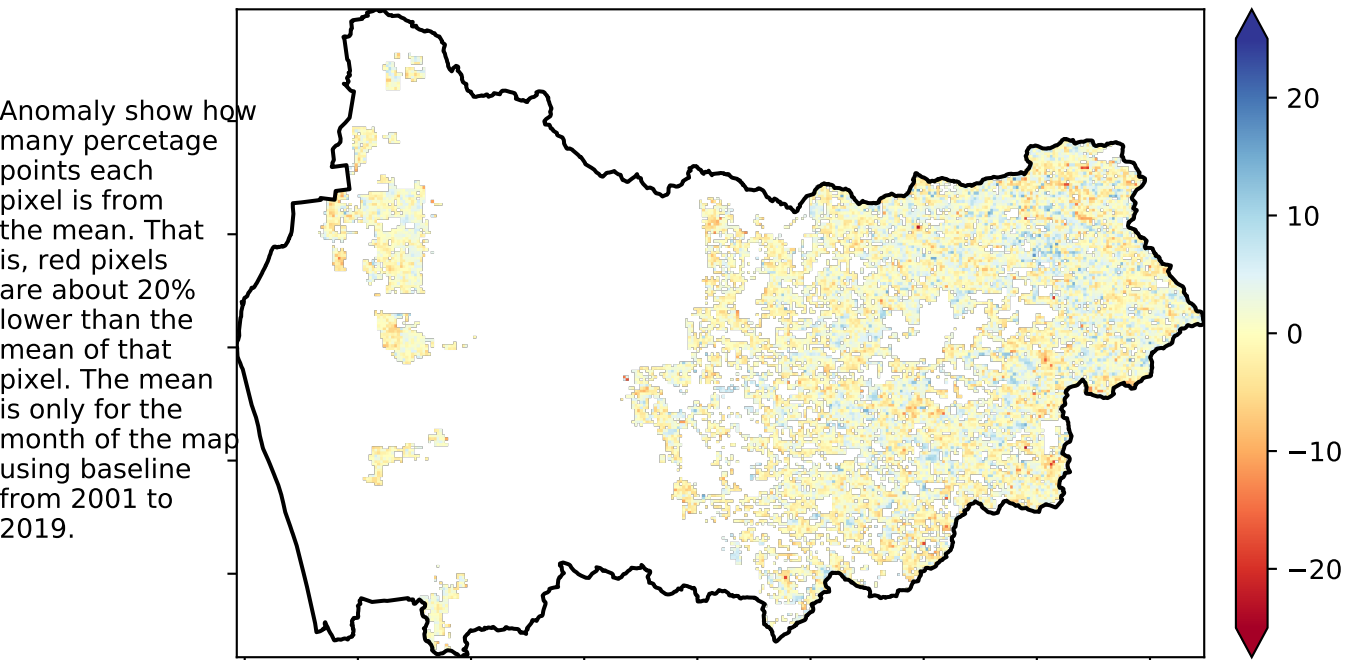 Anomaly show how
many percetage
points each
pixel is from
the mean. That
is, red pixels
are about 20%
lower than the
mean of that
pixel. The mean
is only for the
month of the map
using baseline
from 2001 to
2019.
20
10
0
−10
−20